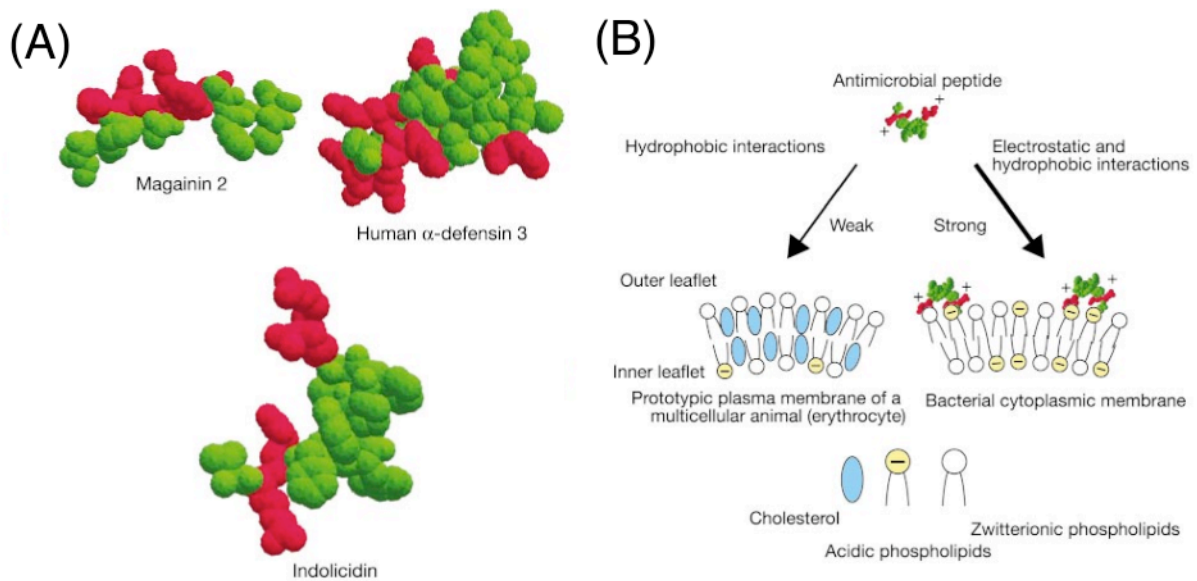 (A)
Magainin 2
Human α-defensin 3
Indolicidin
(B)
Antimicrobial peptide
+
+
Hydrophobic interactions
Electrostatic and
hydrophobic interactions
Weak
Strong
Outer leaflet
+ + + +
Inner leaflet
Prototypic plasma membrane of a
multicellular animal (erythrocyte)
Bacterial cytoplasmic membrane
Cholesterol
Acidic phospholipids
Zwitterionic phospholipids